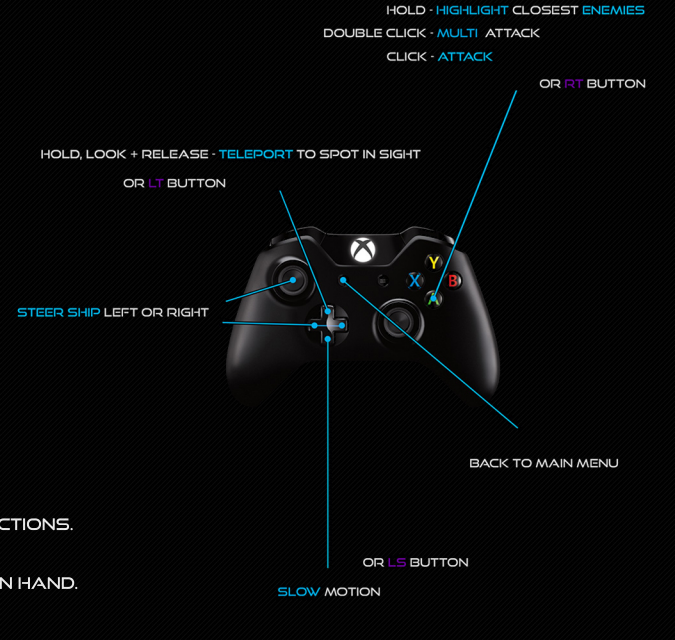 HOLD - HIGHLIGHT CLOSEST ENEMIES
DOUBLE CLICK - MULTI ATTACK
CLICK - ATTACK
OR RT BUTTON
HOLD, LOOK + RELEASE - TELEPORT TO SPOT IN SIGHT
OR LT BUTTON
Y
X B
A
STEER SHIP LEFT OR RIGHT
BACK TO MAIN MENU
CTIONS.
OR LS BUTTON
N HAND.
SLOW MOTION